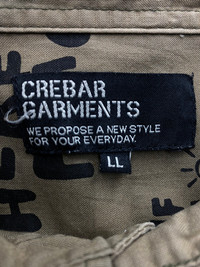 CREBAR
GARMENTS
WE PROPOSE A NEW STYLE
FOR YOUR EVERYDAY.
LL